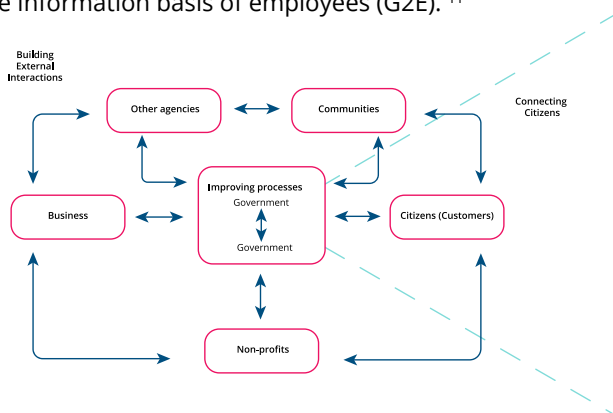 e information basis of employees (G2E). 11
Building
External
Interactions
Other agencies
Communities
Connecting
Citizens
Improving processes
Government
Business
Citizens (Customers)
Government
Non-profits